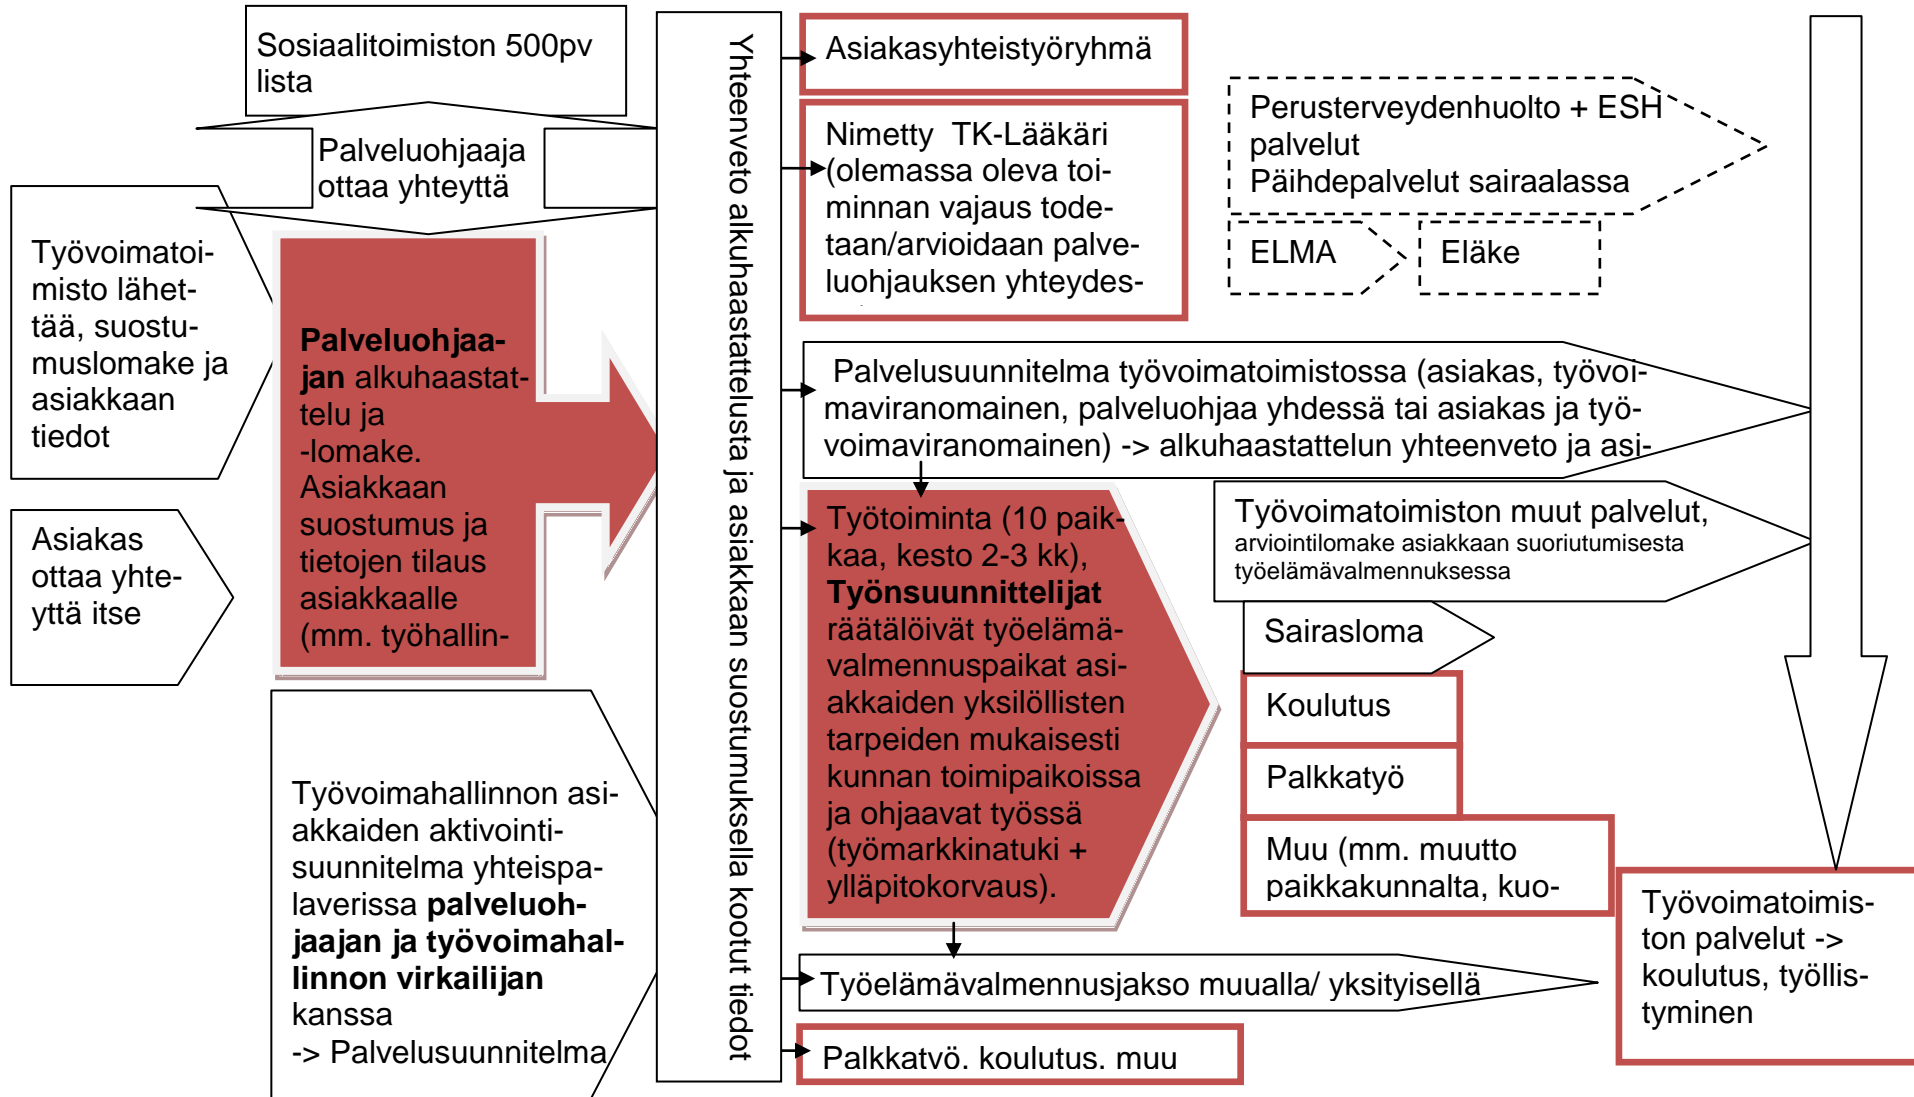 Sosiaalitoimiston 500pv
lista
Palveluohjaaja
ottaa yhteyttä
Työvoimatoi-
misto lähet-
tää, suostu-
muslomake ja
asiakkaan
tiedot
Asiakas
ottaa yhte-
yttä itse
Palveluohjaa-
jan alkuhaastat-
telu ja
-lomake.
Asiakkaan
suostumus ja
tietojen tilaus
asiakkaalle
(mm. työhallin-
Työvoimahallinnon asi-
akkaiden aktivointi-
suunnitelma yhteispa-
laverissa palveluoh-
jaajan ja työvoimahal-
linnon virkailijan
kanssa
-> Palvelusuunnitelma
Yhteenveto alkuhaastattelusta ja asiakkaan suostumuksella kootut tiedot
Asiakasyhteistyöryhmä
Nimetty TK-Lääkäri
(olemassa oleva toi-
minnan vajaus tode-
taan/arvioidaan palve-
luohjauksen yhteydes-
Perusterveydenhuolto + ESH
palvelut
Päihdepalvelut sairaalassa
ELMA
Eläke
Palvelusuunnitelma työvoimatoimistossa (asiakas, työvoi-
maviranomainen, palveluohjaa yhdessä tai asiakas ja työ-
voimaviranomainen) -> alkuhaastattelun yhteenveto ja asi-
Työtoiminta (10 paik-
kaa, kesto 2-3 kk),
Työnsuunnittelijat
räätälöivät työelämä-
valmennuspaikat asi-
akkaiden yksilöllisten
tarpeiden mukaisesti
kunnan toimipaikoissa
ja ohjaavat työssä
(työmarkkinatuki +
ylläpitokorvaus).
Työvoimatoimiston muut palvelut,
arviointilomake asiakkaan suoriutumisesta
työelämävalmennuksessa
Sairasloma
Koulutus
Palkkatyö
Muu (mm. muutto
paikkakunnalta, kuo-
Työelämävalmennusjakso muualla/ yksityisellä
Palkkatyö, koulutus, muu
Työvoimatoimis-
ton palvelut ->
koulutus, työllis-
tyminen